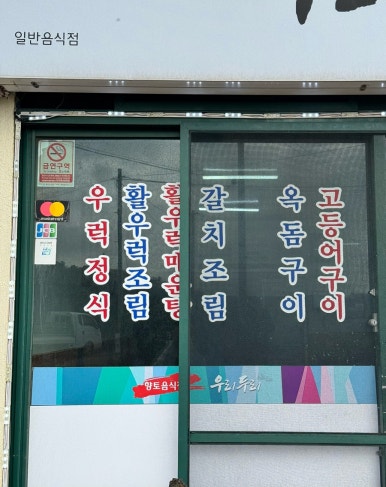 일반음식점
금연구역
우럭정식
활우럭조림
활우럭매운탕
갈치조림
옥돔구이
고등어구이
JCB
향토음식
우리두리